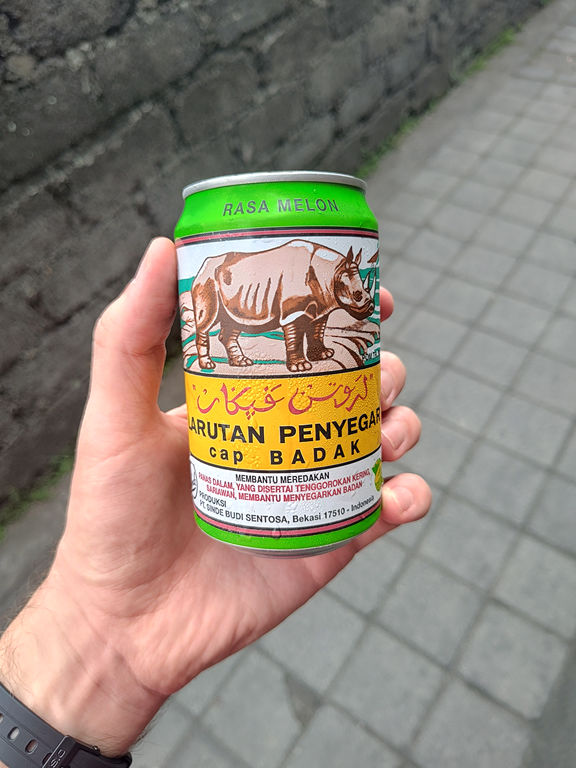 RASA MELON
"لاروتن ڤيڬر"
LARUTAN PENYEGAR
cap BADAK
MEMBANTU MEREDAKAN
PANAS DALAM, YANG DISERTAI TENGGOROKAN KERING,
SARIAWAN, MEMBANTU MENYEGARKAN BADAN
PRODUKSI
PT. SINDE BUDI SENTOSA, Bekasi 17510 - Indonesia